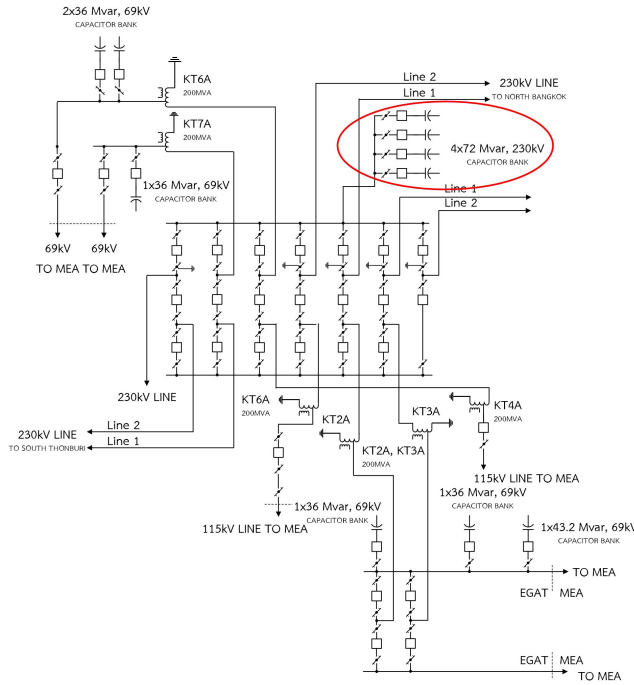 2x36 Mvar, 69kV
CAPACITOR BANK
KT6A
200MVA
KT7A
200MVA
1x36 Mvar, 69kV
CAPACITOR BANK
69kV
69kV
TO MEA TO MEA
Line 2
230kV LINE
Line 1
TO NORTH BANGKOK
4x72 Mvar, 230kV
CAPACITOR BANK
Line 1
Line 2
230kV LINE
Line 2
230kV LINE
Line 1
TO SOUTH THONBURI
KT6A
200MVA
KT2A
KT2A, KT3A
200MVA
KT3A
KT4A
200MVA
115kV LINE TO MEA
1x36 Mvar, 69kV
CAPACITOR BANK
115kV LINE TO MEA
1x36 Mvar, 69kV
CAPACITOR BANK
1x43.2 Mvar, 69kV
CAPACITOR BANK
TO MEA
EGAT MEA
EGAT MEA
TO MEA